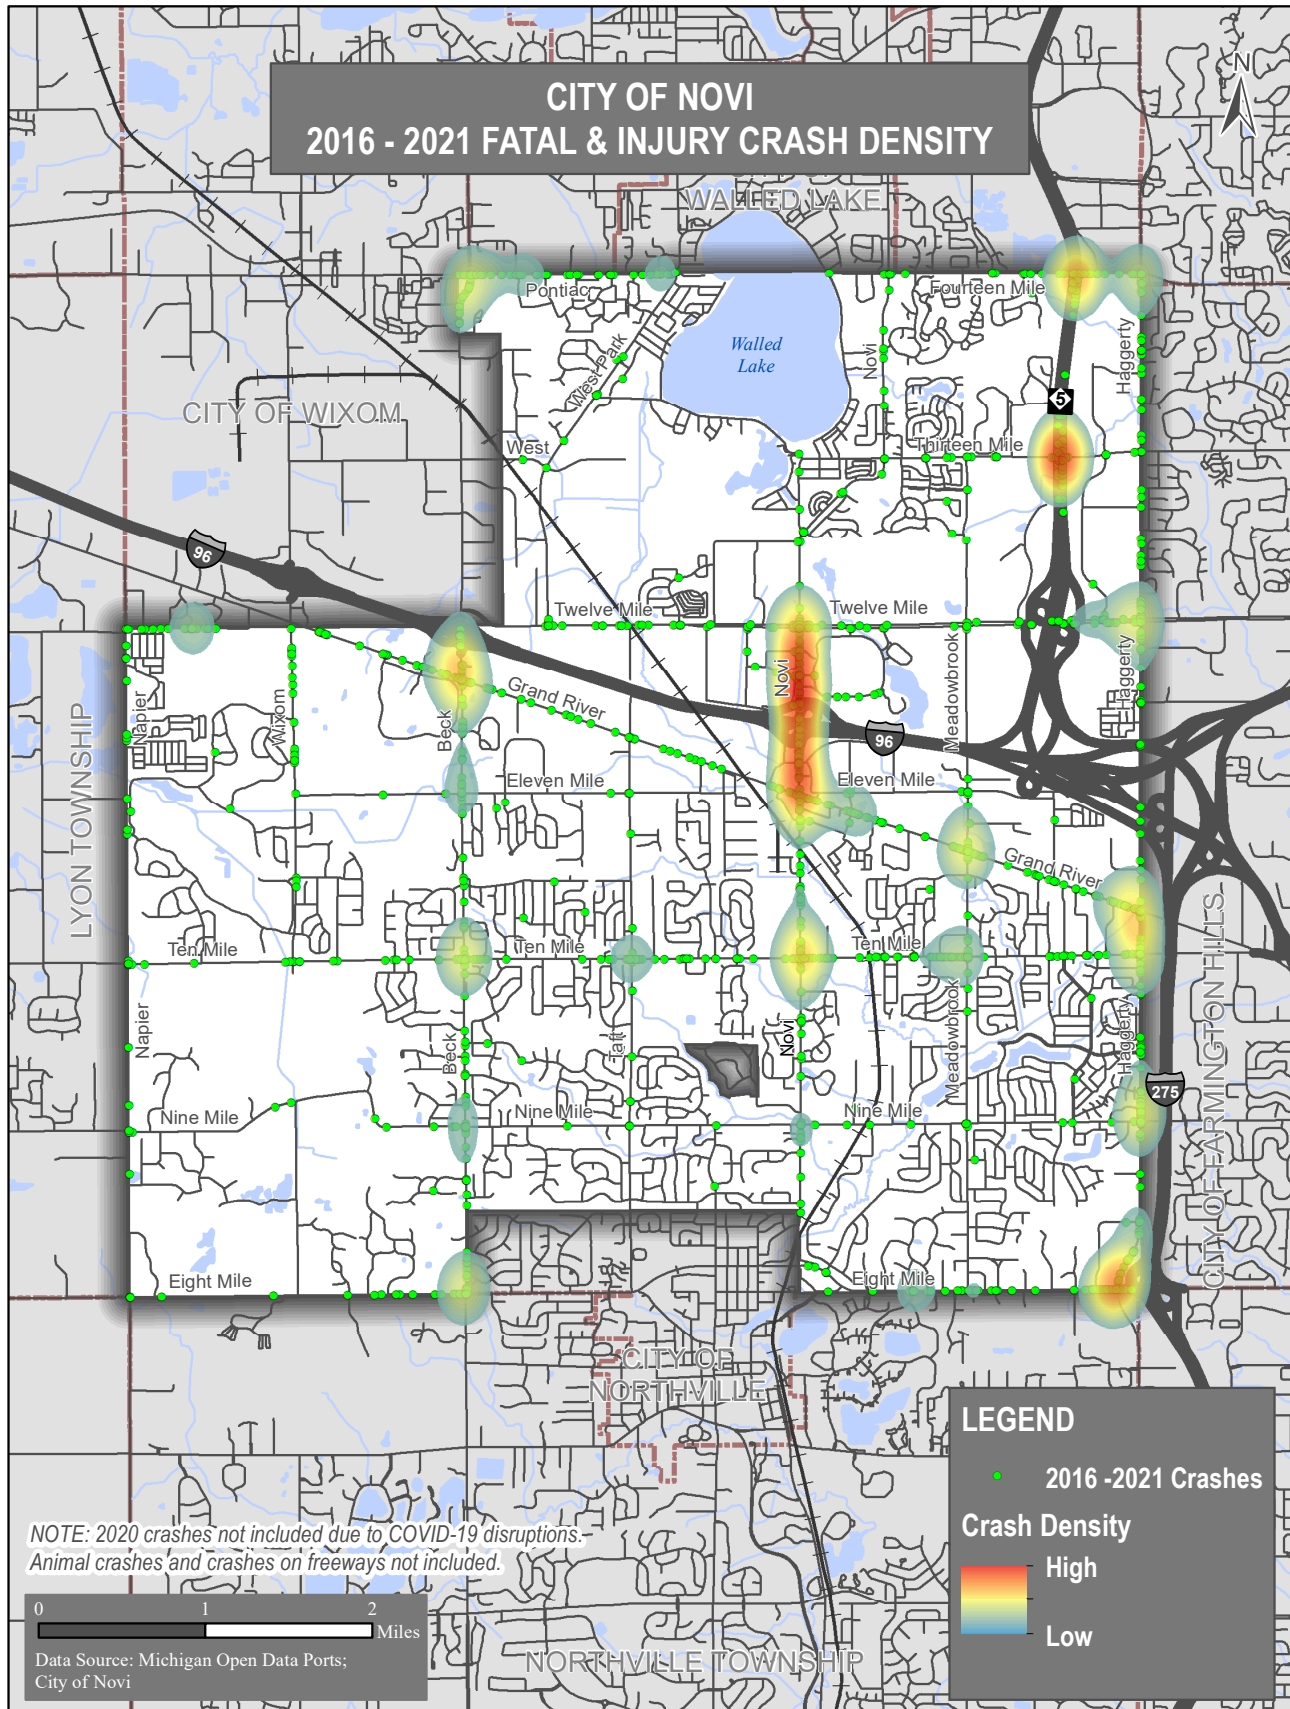 CITY OF NOVI
2016 - 2021 FATAL & INJURY CRASH DENSITY
N
WALLED LAKE
Pontiac
Fourteen Mile
Walled
Lake
West Park
Novi
Haggerty
5
CITY OF WIXOM
West
Thirteen Mile
96
Twelve Mile
Twelve Mile
Napier
Wixom
Beck
Grand River
Novi
Meadowbrook
Haggerty
96
LYON TOWNSHIP
Eleven Mile
Eleven Mile
Grand River
Ten Mile
Ten Mile
Ten Mile
Napier
Beck
Taft
Novi
Meadowbrook
Haggerty
275
CITY OF FARMINGTON HILLS
Nine Mile
Nine Mile
Nine Mile
Eight Mile
Eight Mile
CITY OF
NORTHVILLE
LEGEND
2016 -2021 Crashes
Crash Density
High
Low
NOTE: 2020 crashes not included due to COVID-19 disruptions.
Animal crashes and crashes on freeways not included.
0 1 2
Miles
Data Source: Michigan Open Data Ports;
City of Novi
NORTHVILLE TOWNSHIP